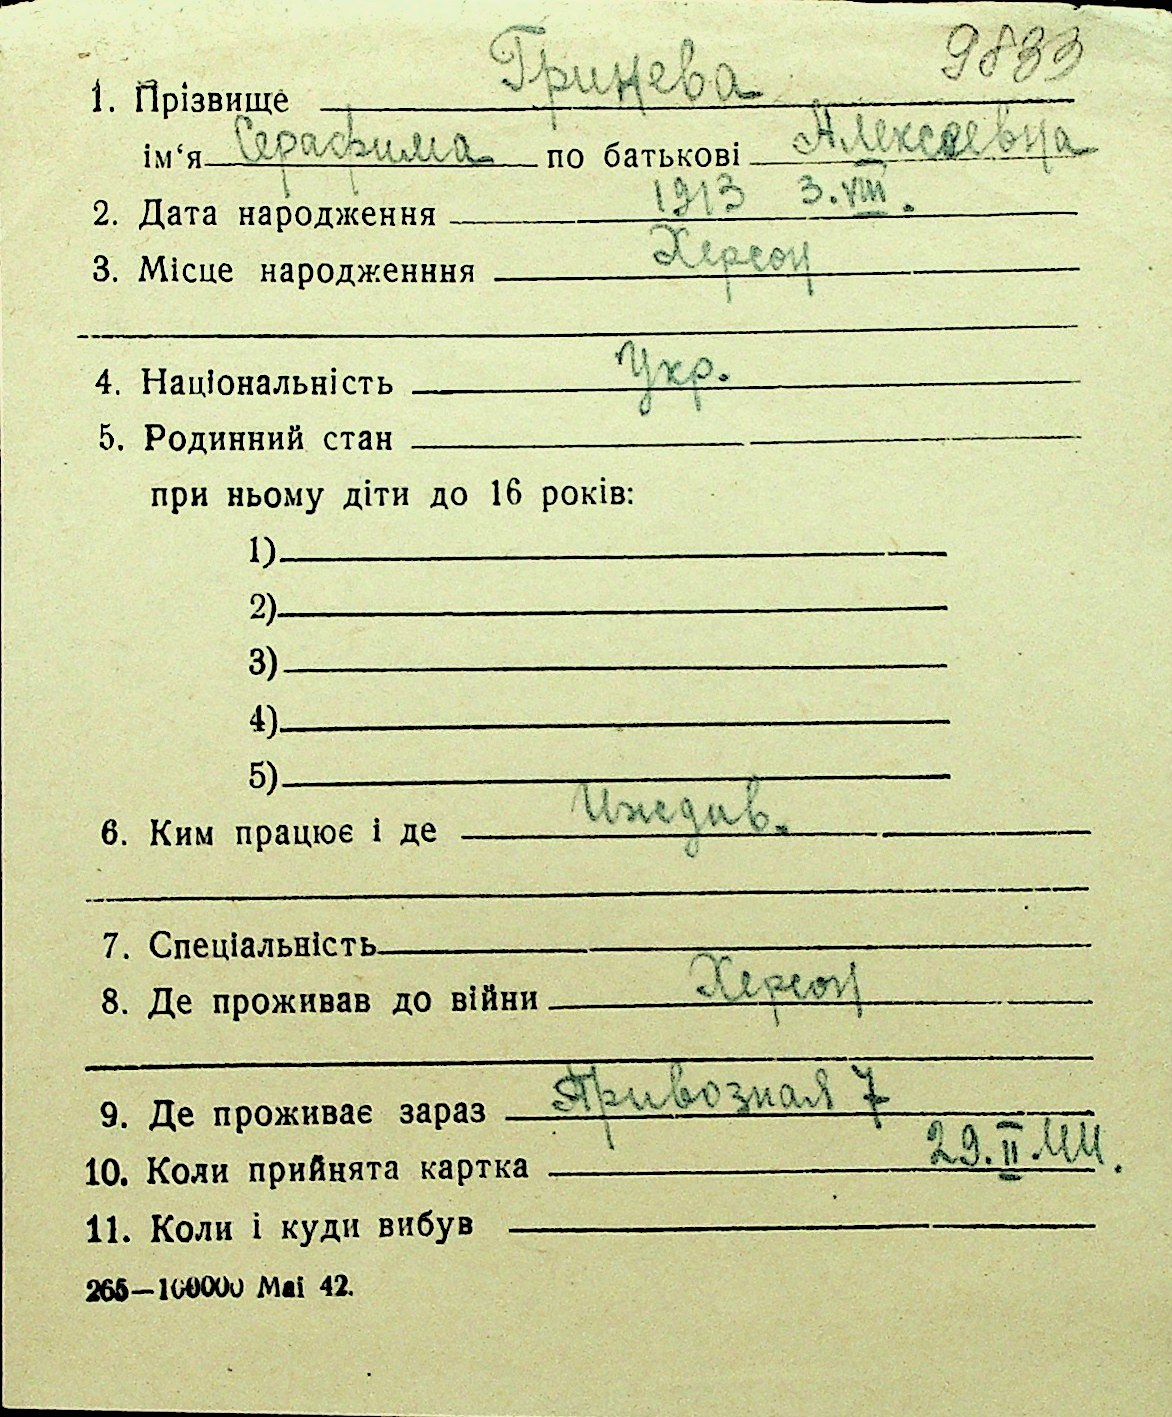 9833
1. Прізвище Гринева
ім‘я Серафима по батькові Алексеевна
2. Дата народження 1913 3.VIII.
3. Місце народженння Херсон
4. Національність Укр.
5. Родинний стан
при ньому діти до 16 років:
1)
2)
3)
4)
5)
6. Ким працює і де Иждив.
7. Спеціальність
8. Де проживав до війни Херсон
9. Де проживає зараз Привозная 7
10. Коли прийнята картка 29.II
11. Коли і куди вибув
265—100000 Маі 42.